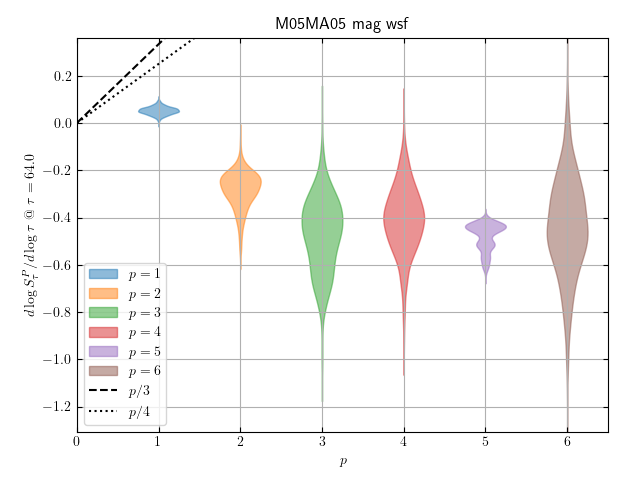 M05MA05 mag wsf
d log S_τ^P / d log τ @ τ = 64.0
0.2
0.0
−0.2
−0.4
−0.6
−0.8
−1.0
−1.2
p = 1
p = 2
p = 3
p = 4
p = 5
p = 6
p/3
p/4
0 1 2 3 4 5 6
p